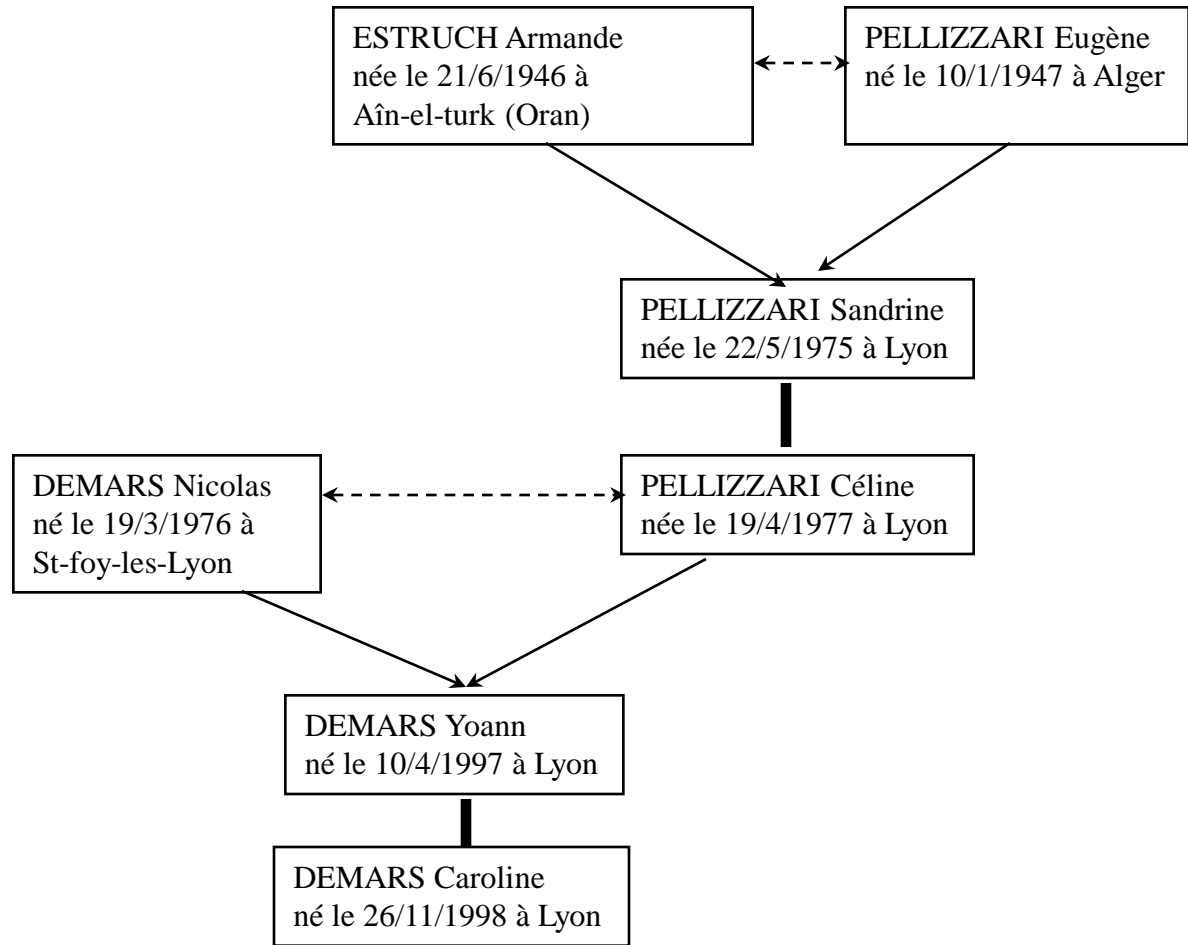 ESTRUCH Armande
née le 21/6/1946 à
Aîn-el-turk (Oran)
PELLIZZARI Eugène
né le 10/1/1947 à Alger
PELLIZZARI Sandrine
née le 22/5/1975 à Lyon
DEMARS Nicolas
né le 19/3/1976 à
St-foy-les-Lyon
PELLIZZARI Céline
née le 19/4/1977 à Lyon
DEMARS Yoann
né le 10/4/1997 à Lyon
DEMARS Caroline
né le 26/11/1998 à Lyon